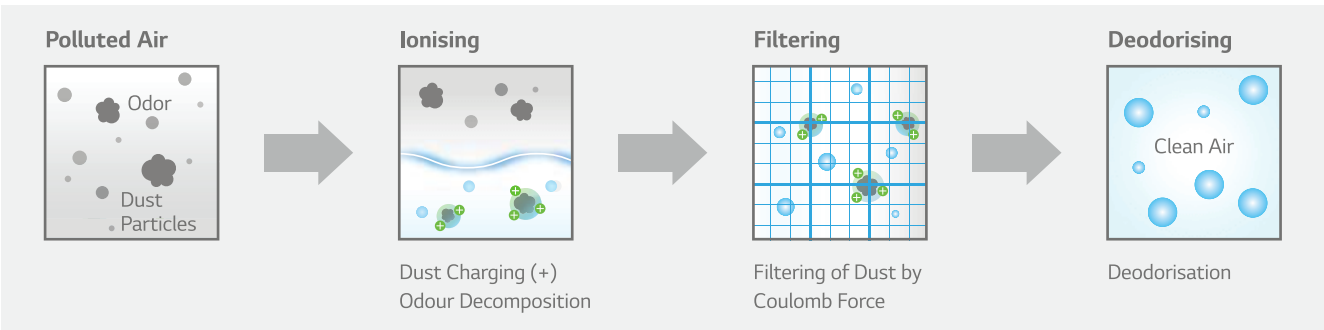 Polluted Air
Odor
Dust
Particles
Ionising
Dust Charging (+)
Odour Decomposition
Filtering
Filtering of Dust by
Coulomb Force
Deodorising
Clean Air
Deodorisation